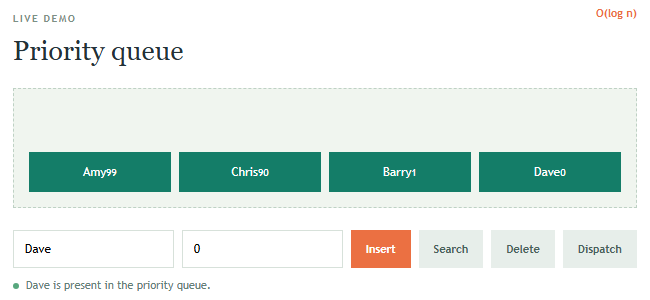 LIVE DEMO
O(log n)
Priority queue
Amy99 Chris90 Barry1 Dave0
Dave 0 Insert Search Delete Dispatch
Dave is present in the priority queue.